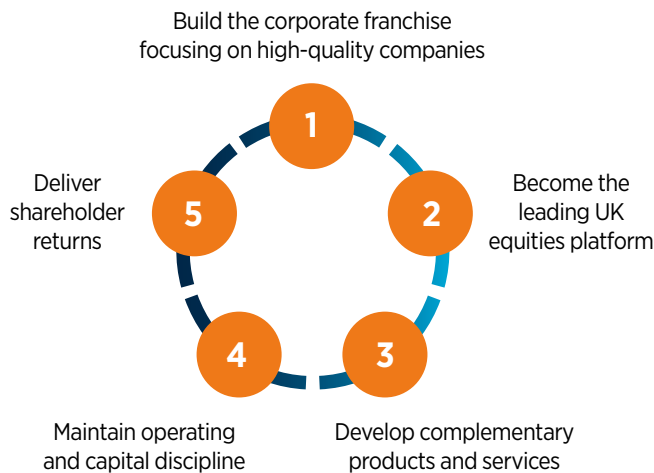 Build the corporate franchise
focusing on high-quality companies
1
2
Become the
leading UK
equities platform
3
Develop complementary
products and services
4
Maintain operating
and capital discipline
5
Deliver
shareholder
returns